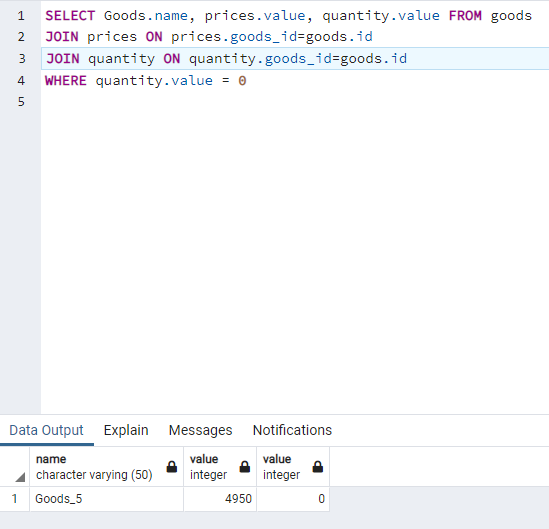 1 SELECT Goods.name, prices.value, quantity.value FROM goods
2 JOIN prices ON prices.goods_id=goods.id
3 JOIN quantity ON quantity.goods_id=goods.id
4 WHERE quantity.value = 0
5
Data Output Explain Messages Notifications
name value value
character varying (50) integer integer
1 Goods_5 4950 0